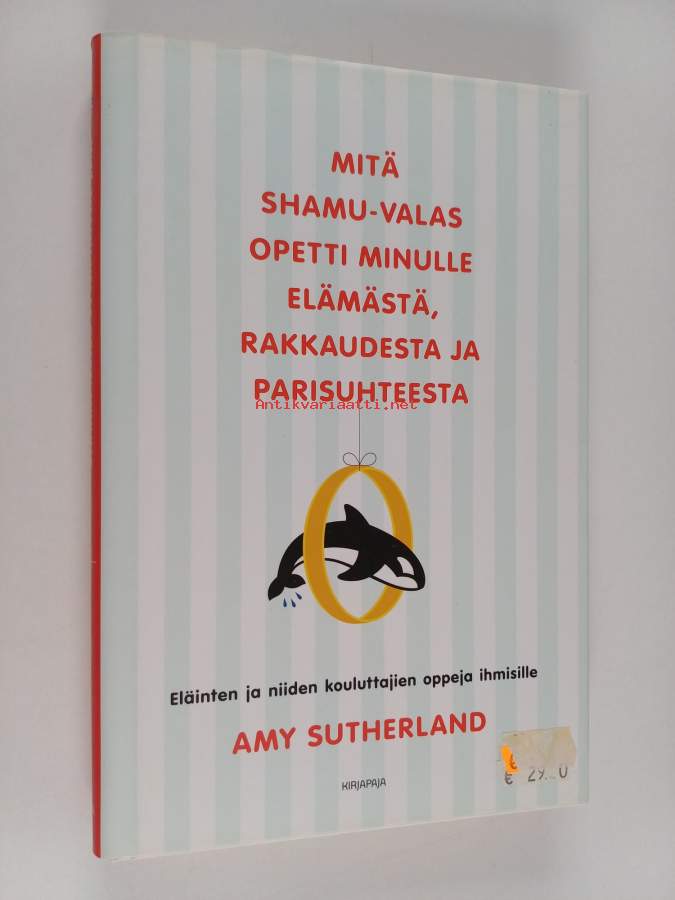 MITÄ
SHAMU-VALAS
OPETTI MINULLE
ELÄMÄSTÄ,
RAKKAUDESTA JA
PARISUHTEESTA
Antikvariaatti.net
Eläinten ja niiden kouluttajien oppeja ihmisille
AMY SUTHERLAND
KIRJAPAJA
€
€